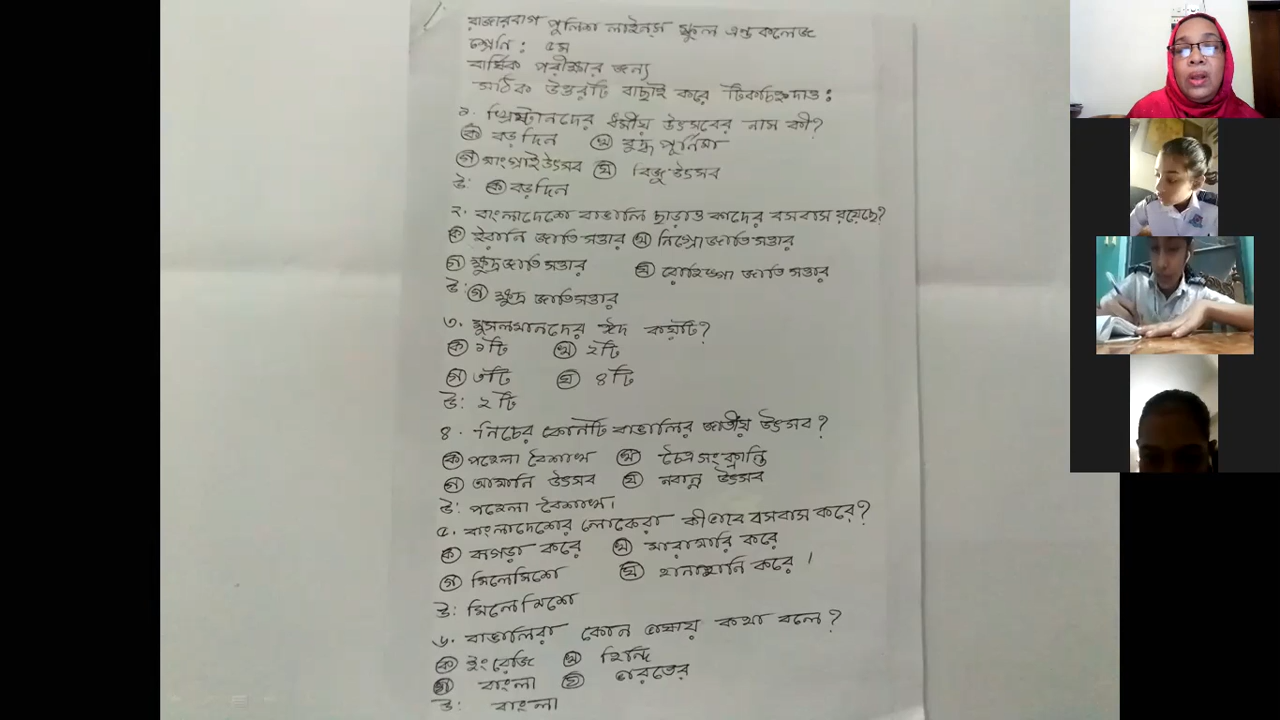 রাজারবাগ পুলিশ লাইন্স স্কুল এন্ড কলেজ
শ্রেনি : ৫ম
বার্ষিক পরীক্ষার জন্য
সঠিক উত্তরটি বাছাই করে টিকচিহ্ন দাও :
১. খ্রিষ্টানদের ধর্মীয় উৎসবের নাম কী?
ক বড়দিন খ বুদ্ধ পূর্নিমা
গ সাংগ্রাই উৎসব ঘ বিজু উৎসব
উ: ক বড়দিন
২. বাংলাদেশে বাঙালি ছাড়াও কাদের বসবাস রয়েছে?
ক ইরানি জাতিসত্তার খ নিগ্রো জাতিসত্তার
গ ক্ষুদ্র জাতিসত্তার ঘ রোহিঙ্গা জাতি সত্তার
উ: গ ক্ষুদ্র জাতিসত্তার
৩. মুসলমানদের ঈদ কয়টি?
ক ১টি খ ২টি
গ ৩টি ঘ ৪টি
উ: ২টি
৪. নিচের কোনটি বাঙালির জাতীয় উৎসব?
ক পহেলা বৈশাখ খ চৈত্র সংক্রান্তি
গ আমানি উৎসব ঘ নবান্ন উৎসব
উ: পহেলা বৈশাখ।
৫. বাংলাদেশের লোকেরা কীভাবে বসবাস করে?
ক ঝগড়া করে খ মারামারি করে
গ মিলেমিশে ঘ হানাহানি করে।
উ: মিলেমিশে
৬. বাঙালিরা কোন ভাষায় কথা বলে?
ক ইংরেজি খ হিন্দি
গ বাংলা ঘ ভারতের
উ: বাংলা